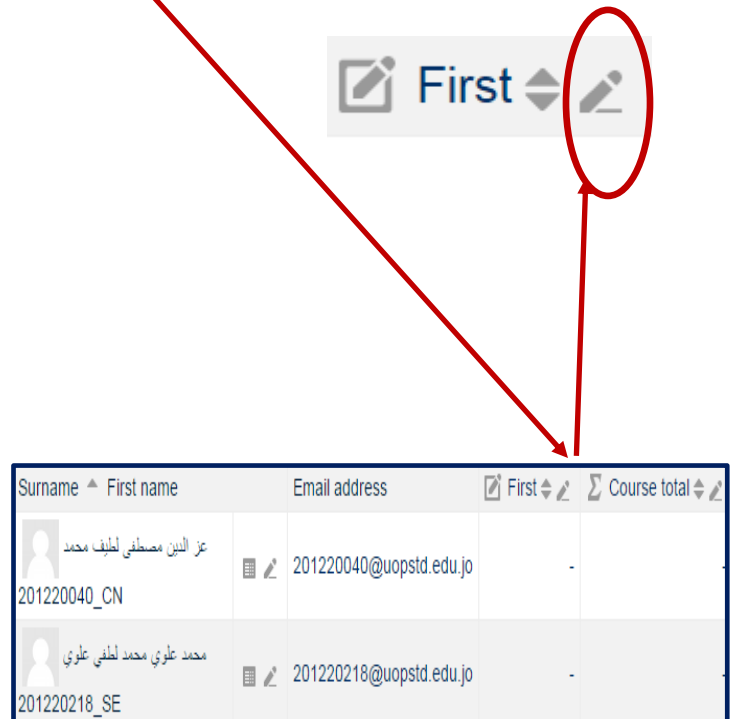 First
Surname First name Email address First Σ Course total
عز الدين مصطفى لطيف محمد
201220040_CN
201220040@uopstd.edu.jo - -
محمد علوي محمد لطفي علوي
201220218_SE
201220218@uopstd.edu.jo - -